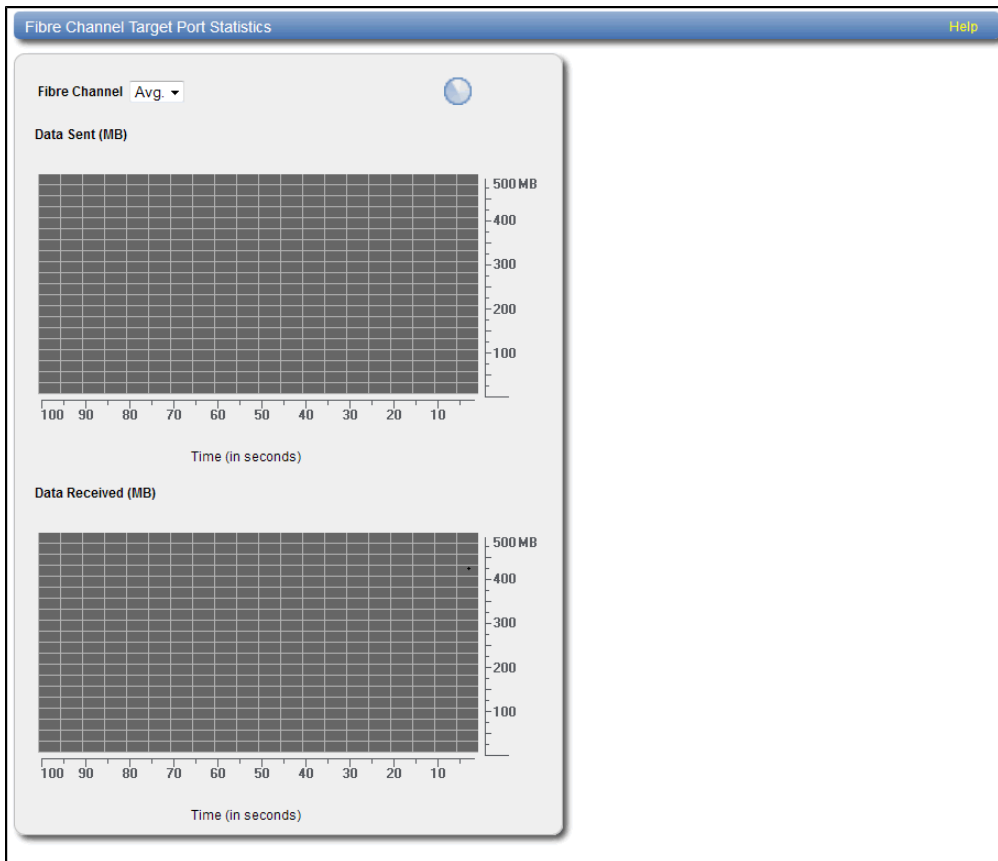 Fibre Channel Target Port Statistics Help
Fibre Channel Avg.
Data Sent (MB)
500 MB
400
300
200
100
100 90 80 70 60 50 40 30 20 10
Time (in seconds)
Data Received (MB)
500 MB
400
300
200
100
100 90 80 70 60 50 40 30 20 10
Time (in seconds)